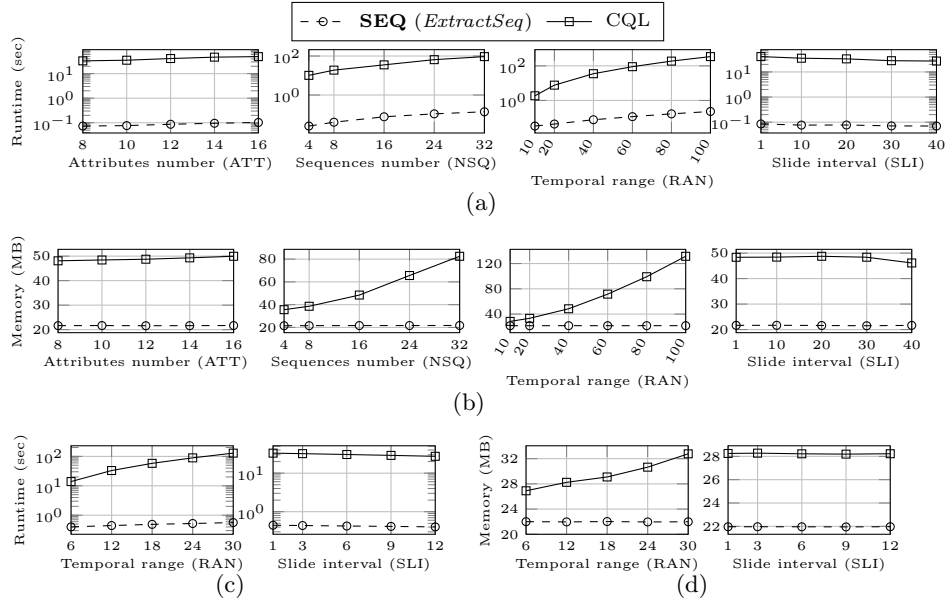 SEQ (ExtractSeq) CQL
Runtime (sec)
10^1
10^0
10^-1
8 10 12 14 16
Attributes number (ATT)
10^2
10^0
4 8 16 24 32
Sequences number (NSQ)
10^2
10^0
10 20 40 60 80 100
Temporal range (RAN)
10^1
10^0
10^-1
1 10 20 30 40
Slide interval (SLI)
(a)
Memory (MB)
50
40
30
20
8 10 12 14 16
Attributes number (ATT)
80
60
40
20
4 8 16 24 32
Sequences number (NSQ)
120
80
40
10 20 40 60 80 100
Temporal range (RAN)
50
40
30
20
1 10 20 30 40
Slide interval (SLI)
(b)
Runtime (sec)
10^2
10^1
10^0
6 12 18 24 30
Temporal range (RAN)
10^1
10^0
1 3 6 9 12
Slide interval (SLI)
(c)
Memory (MB)
32
28
24
20
6 12 18 24 30
Temporal range (RAN)
28
26
24
22
1 3 6 9 12
Slide interval (SLI)
(d)